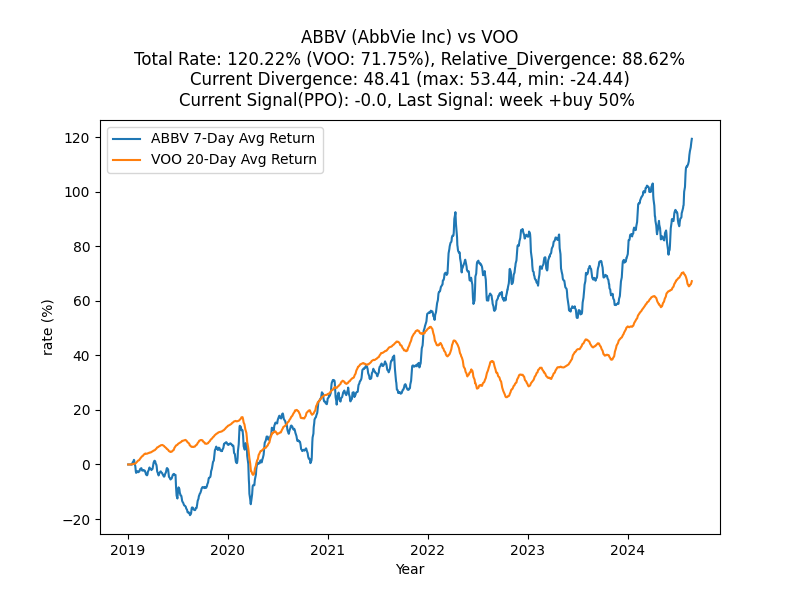 ABBV (AbbVie Inc) vs VOO
Total Rate: 120.22% (VOO: 71.75%), Relative_Divergence: 88.62%
Current Divergence: 48.41 (max: 53.44, min: -24.44)
Current Signal(PPO): -0.0, Last Signal: week +buy 50%
ABBV 7-Day Avg Return
VOO 20-Day Avg Return
120
100
80
60
40
20
0
−20
rate (%)
2019 2020 2021 2022 2023 2024
Year